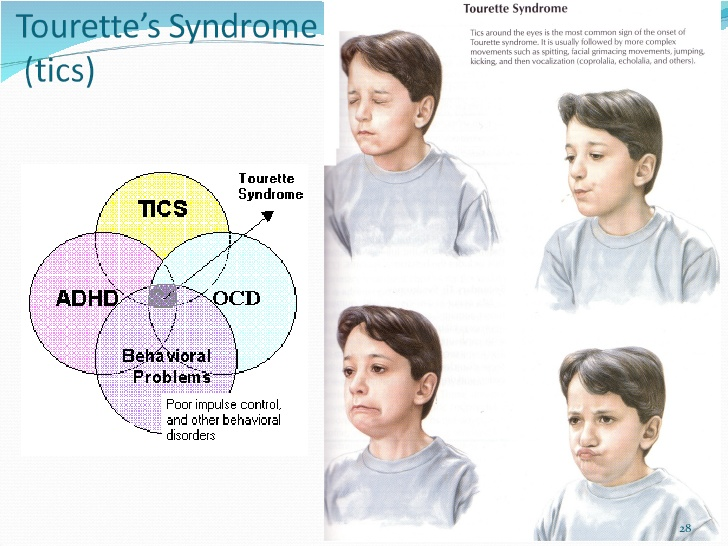 Tourette’s Syndrome
(tics)
Tourette Syndrome
Tics around the eyes is the most common sign of the onset of
Tourette syndrome. It is usually followed by more complex
movements such as spitting, facial grimacing movements, jumping,
kicking, and then vocalization (coprolalia, echolalia, and others).
Tourette
Syndrome
TICS
ADHD
OCD
Behavioral
Problems
Poor impulse control,
and other behavioral
disorders
28